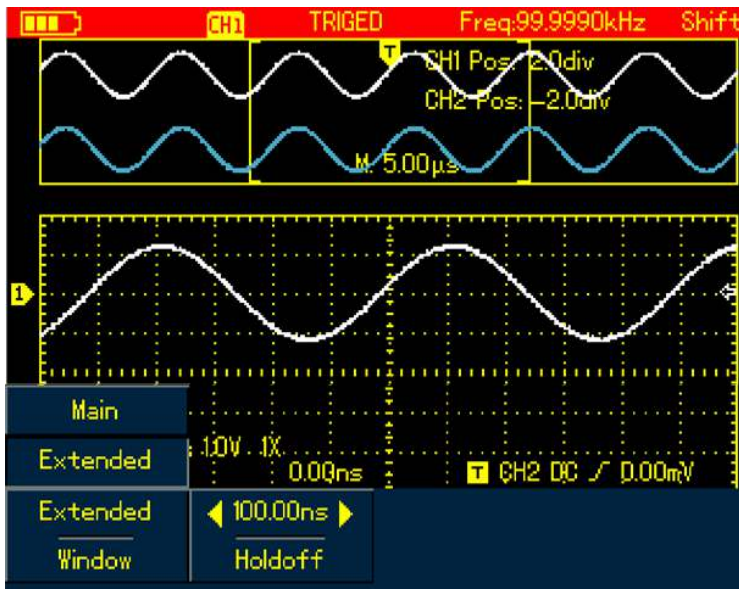 CH1 TRIGED Freq:99.9990kHz Shift
T
CH1 Pos: 2.0div
CH2 Pos: -2.0div
M: 5.00μs
1
Main
Extended
: 1.0V 1X
0.00ns T CH2 DC 0.00mV
Extended
Window
100.00ns
Holdoff